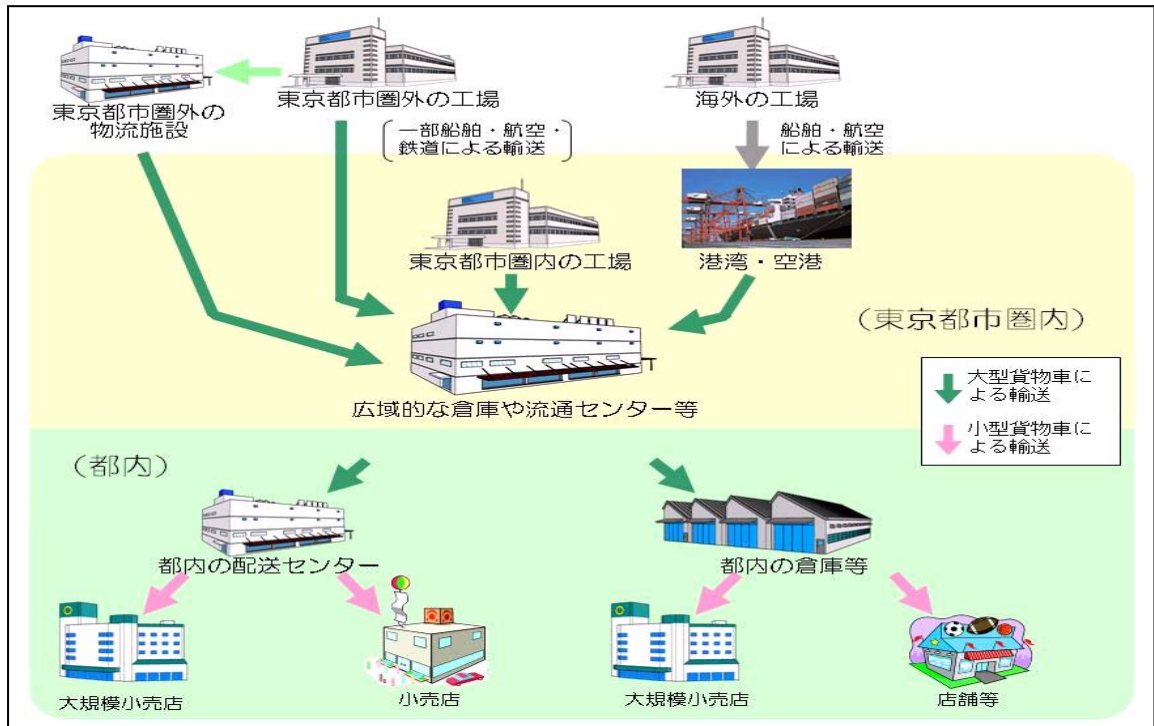 東京都市圏外の
物流施設
東京都市圏外の工場
一部船舶・航空・
鉄道による輸送
海外の工場
船舶・航空
による輸送
東京都市圏内の工場
港湾・空港
(東京都市圏内)
広域的な倉庫や流通センター等
大型貨物車に
よる輸送
小型貨物車に
よる輸送
(都内)
都内の配送センター
都内の倉庫等
大規模小売店
小売店
大規模小売店
店舗等